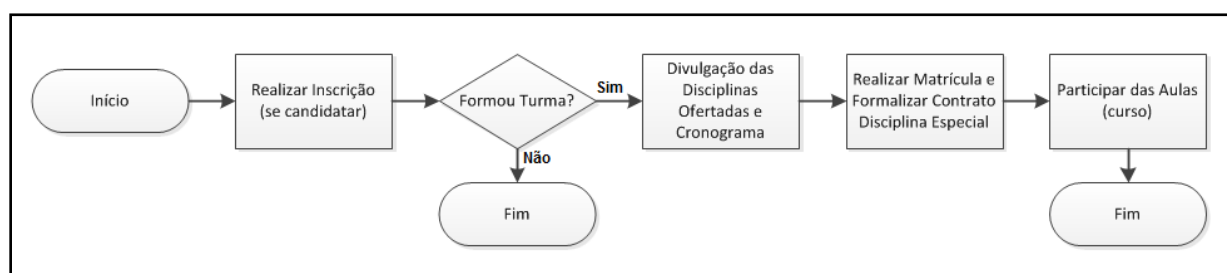 Início
Realizar Inscrição
(se candidatar)
Formou Turma?
Sim
Não
Fim
Divulgação das
Disciplinas
Ofertadas e
Cronograma
Realizar Matrícula e
Formalizar Contrato
Disciplina Especial
Participar das Aulas
(curso)
Fim